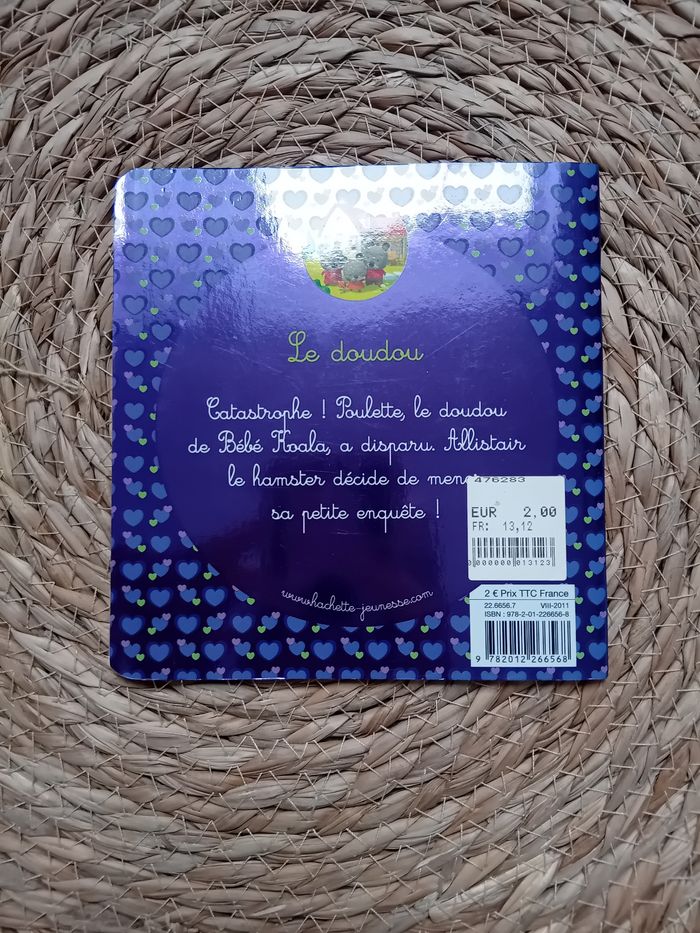 Le doudou
Catastrophe ! Poulette, le doudou
de Bébé Koala, a disparu. Allistair
le hamster décide de mener
sa petite enquête !
476283
EUR 2,00
FR: 13,12
0000000013123
www.hachette-jeunesse.com
2 € Prix TTC France
22.6656.7 VIII-2011
ISBN : 978-2-01-226656-8
9 782012 266568